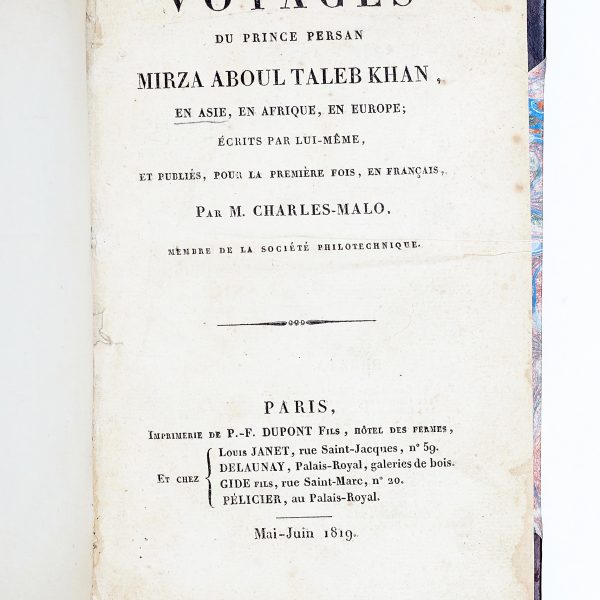 VOYAGES
DU PRINCE PERSAN
MIRZA ABOUL TALEB KHAN,
EN ASIE, EN AFRIQUE, EN EUROPE;
ÉCRITS PAR LUI-MÊME,
ET PUBLIÉS, POUR LA PREMIÈRE FOIS, EN FRANÇAIS,
PAR M. CHARLES-MALO,
MEMBRE DE LA SOCIÉTÉ PHILOTECHNIQUE.
PARIS,
IMPRIMERIE DE P.-F. DUPONT FILS, HÔTEL DES FERMES,
ET CHEZ
LOUIS JANET, rue Saint-Jacques, n° 59.
DELAUNAY, Palais-Royal, galeries de bois.
GIDE FILS, rue Saint-Marc, n° 20.
PÉLICIER, au Palais-Royal.
Mai-Juin 1819.